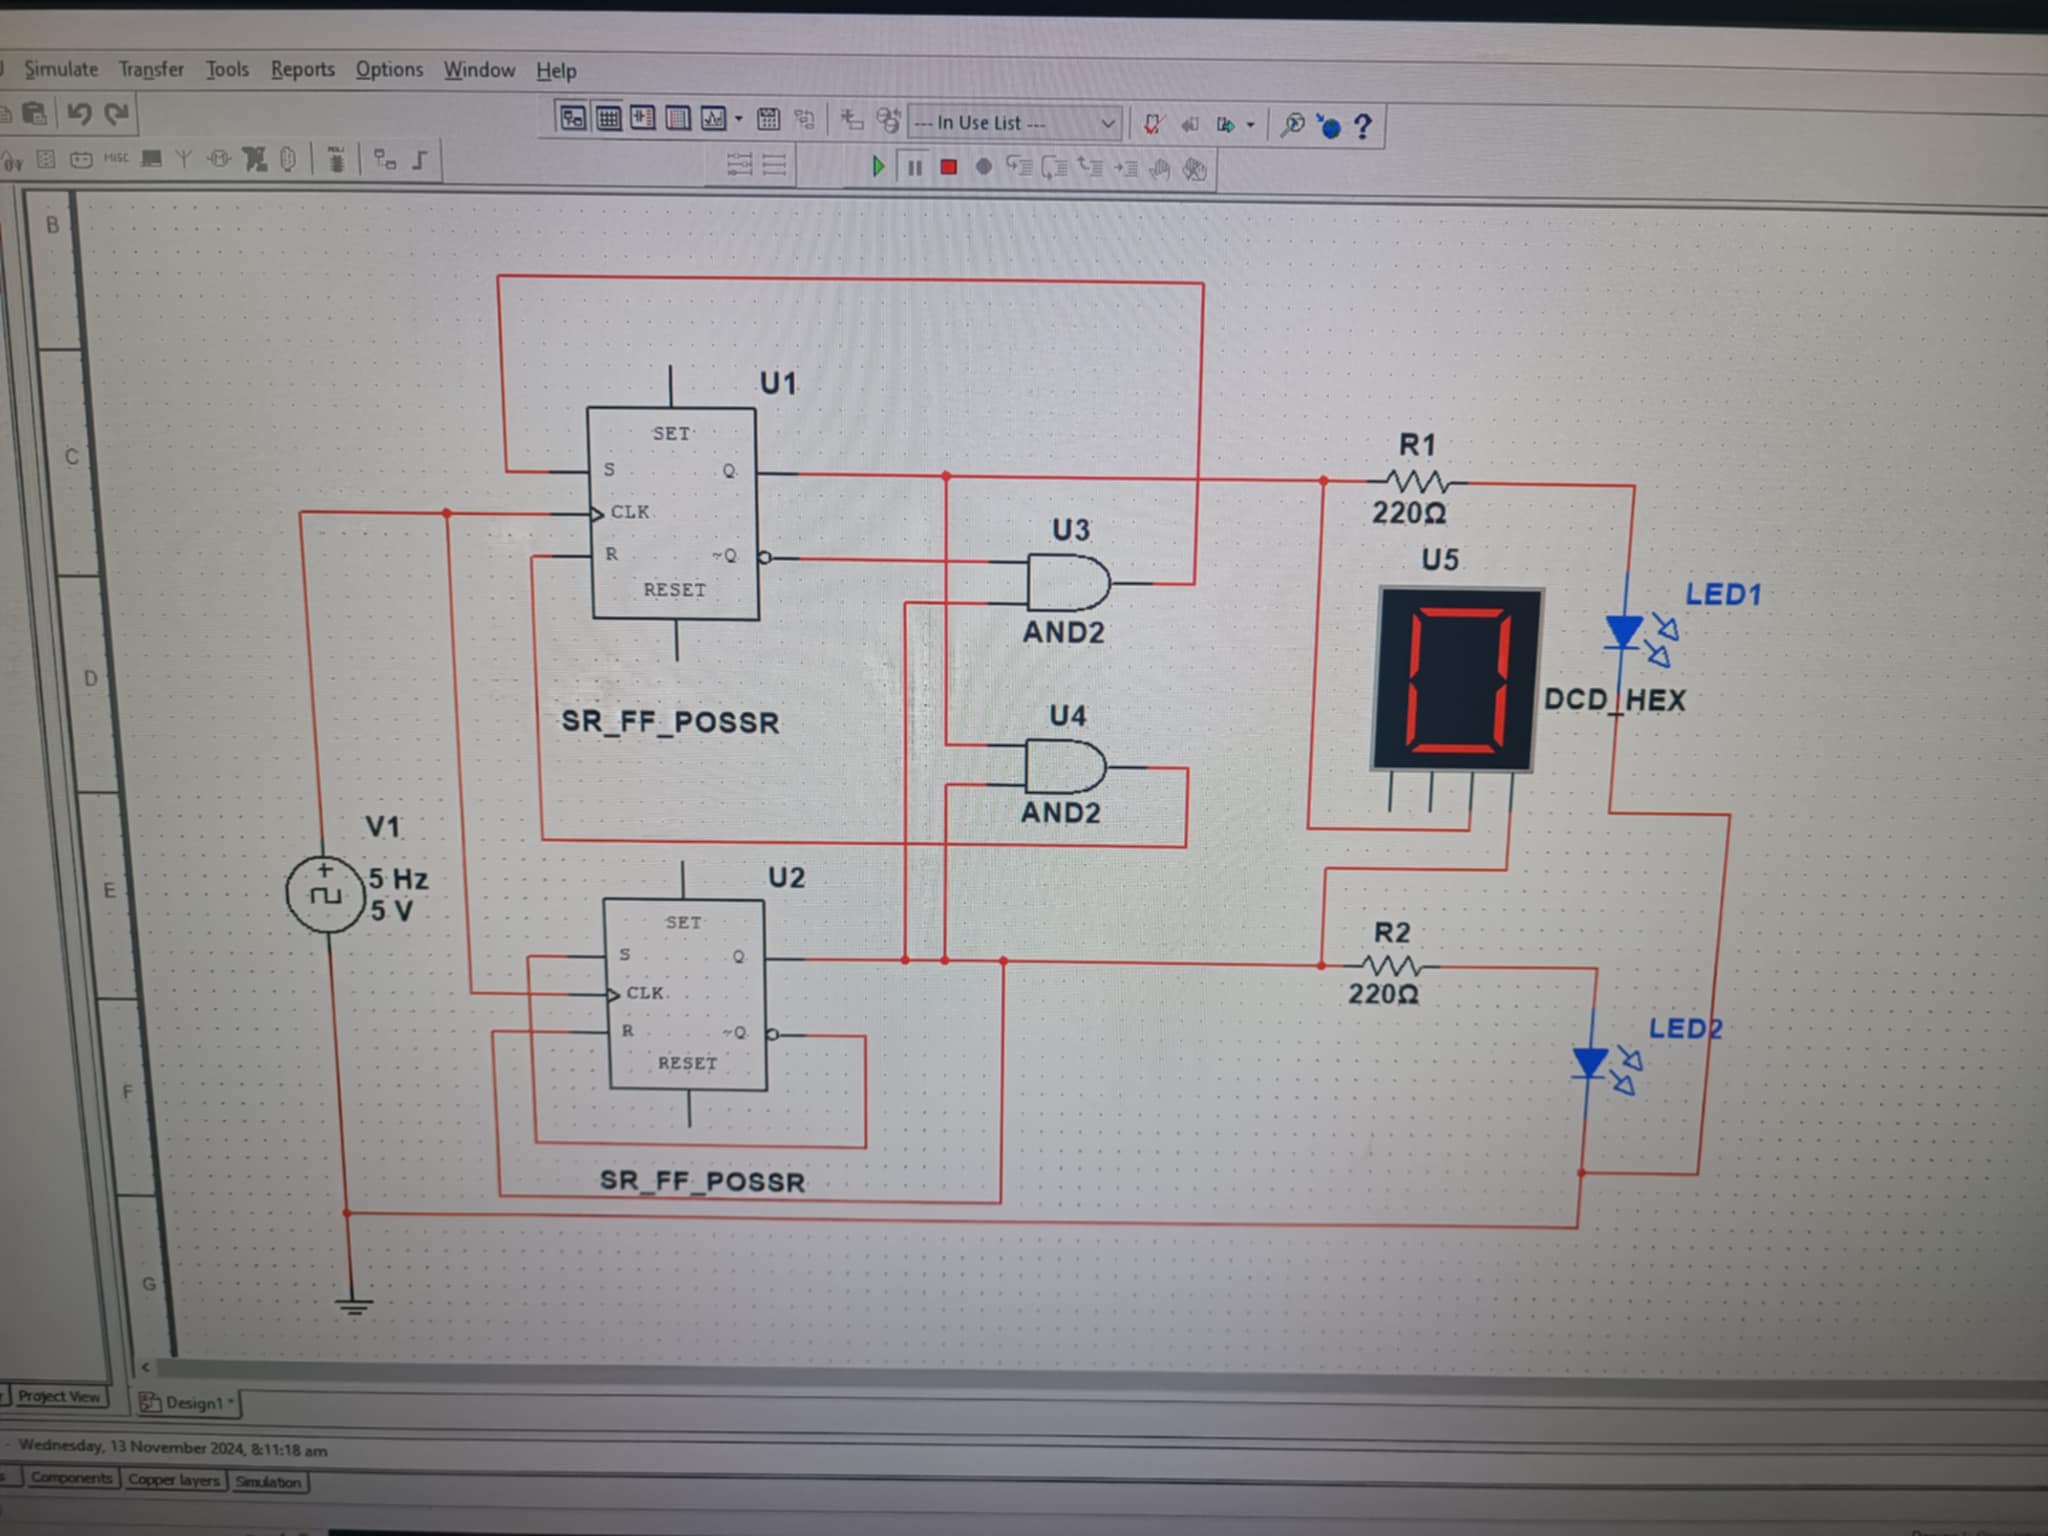 Simulate Transfer Tools Reports Options Window Help
--- In Use List ---
?
MISC
B
C
D
E
F
G
U1
SET
S Q
CLK
R ~Q
RESET
SR_FF_POSSR
U3
AND2
U4
AND2
R1
220Ω
U5
0
LED1
DCD_HEX
V1
5 Hz
5 V
U2
SET
S Q
CLK
R ~Q
RESET
SR_FF_POSSR
R2
220Ω
LED2
Project View
Design1 *
- Wednesday, 13 November 2024, 8:11:18 am
Components Copper layers Simulation